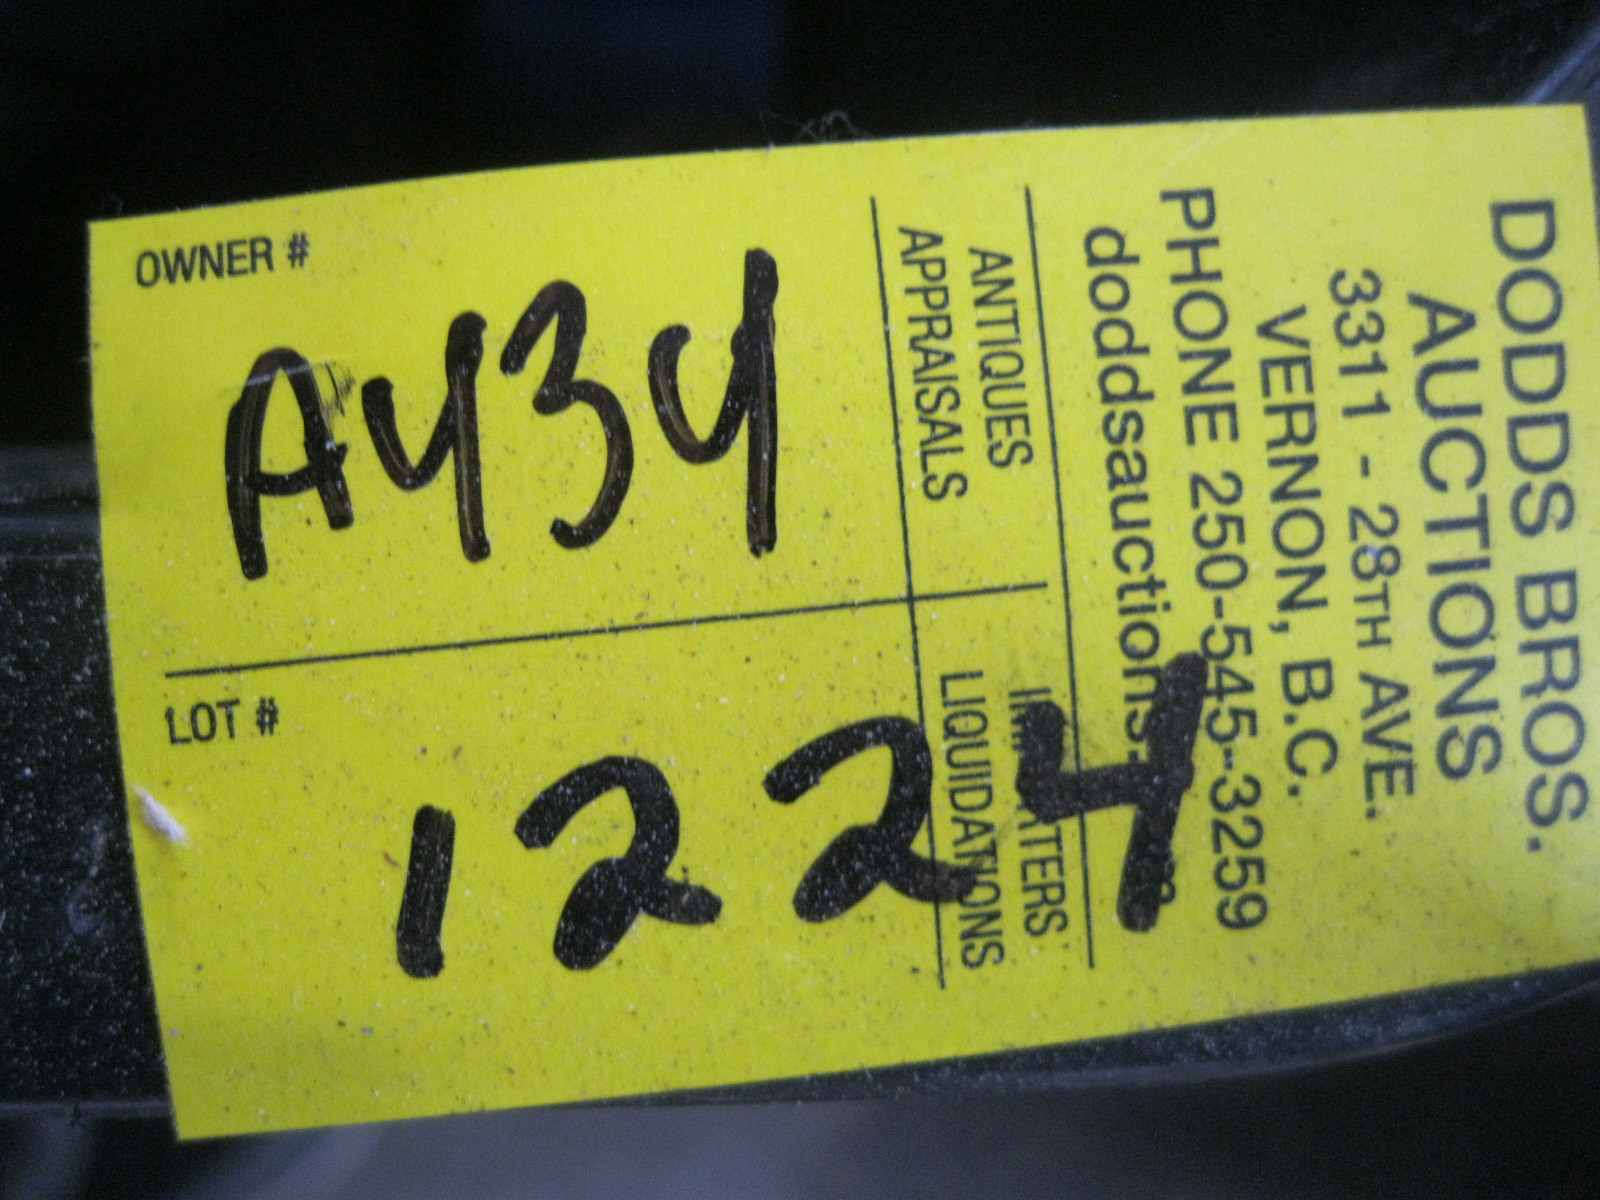 DODDS BROS.
AUCTIONS
3311 - 28TH AVE.
VERNON, B.C.
PHONE 250-545-3259
doddsauctions.
ANTIQUES
APPRAISALS
LIQUIDATIONS
OWNER #
A434
LOT #
1224